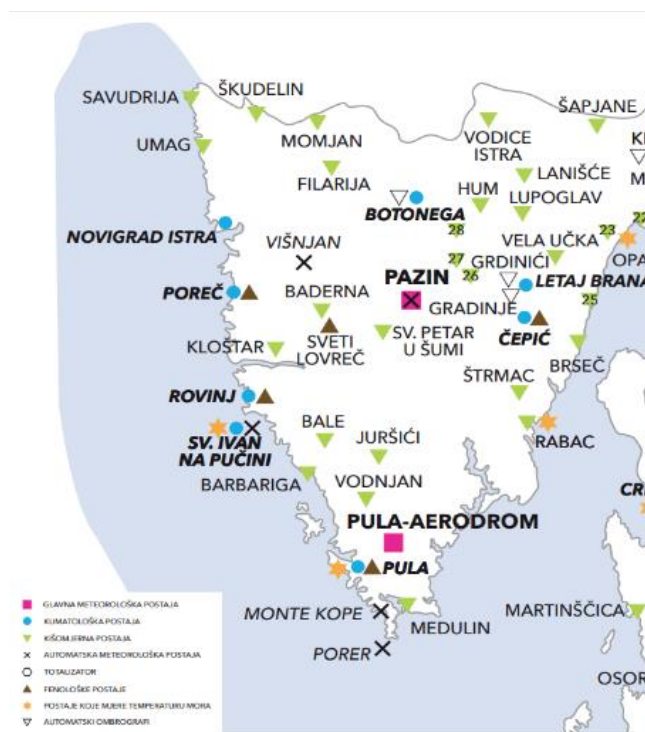 SAVUDRIJA
ŠKUDELIN
ŠAPJANE
UMAG
MOMJAN
VODICE
ISTRA
FILARIJA
LANIŠĆE
HUM
LUPOGLAV
BOTONEGA
NOVIGRAD ISTRA
VIŠNJAN
28
VELA UČKA
23
22
27
26
GRDINIĆI
OPA
PAZIN
LETAJ BRANA
POREČ
BADERNA
GRADINJE
25
SVETI
LOVREČ
SV. PETAR
U ŠUMI
ČEPIĆ
KLOŠTAR
BRSEČ
ŠTRMAC
ROVINJ
BALE
RABAC
SV. IVAN
NA PUČINI
JURŠIĆI
BARBARIGA
VODNJAN
CR
PULA-AERODROM
PULA
MONTE KOPE
MEDULIN
MARTINŠČICA
PORER
OSOR
GLAVNA METEOROLOŠKA POSTAJA
KLIMATOLOŠKA POSTAJA
KIŠOMJERNA POSTAJA
AUTOMATSKA METEOROLOŠKA POSTAJA
TOTALIZATOR
FENOLOŠKE POSTAJE
POSTAJE KOJE MJERE TEMPERATURU MORA
AUTOMATSKI OMBROGRAFI